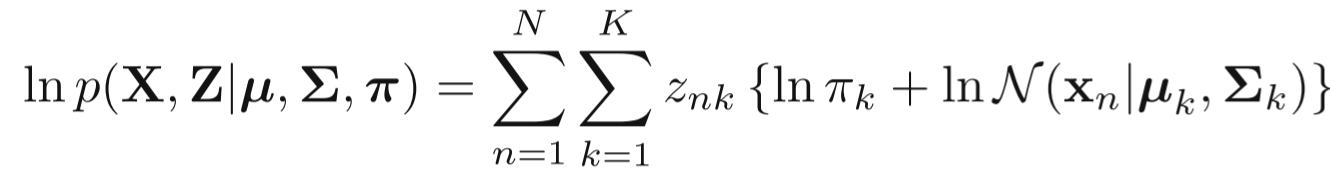 ln p(X, Z|μ, Σ, π) = ∑_{n=1}^{N} ∑_{k=1}^{K} z_{nk} {ln π_k + ln 𝒩(x_n|μ_k, Σ_k)}